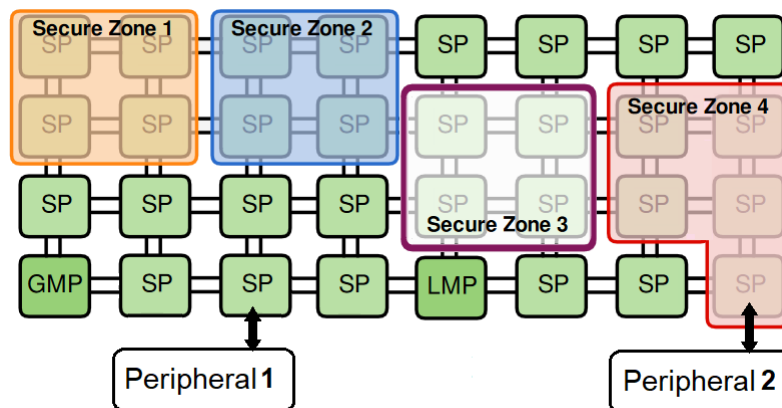 Secure Zone 1 Secure Zone 2 SP SP SP SP
SP SP SP SP
SP SP SP SP SP SP SP SP
Secure Zone 4
SP SP SP SP SP SP SP SP
Secure Zone 3
GMP SP SP SP LMP SP SP SP
Peripheral 1 Peripheral 2